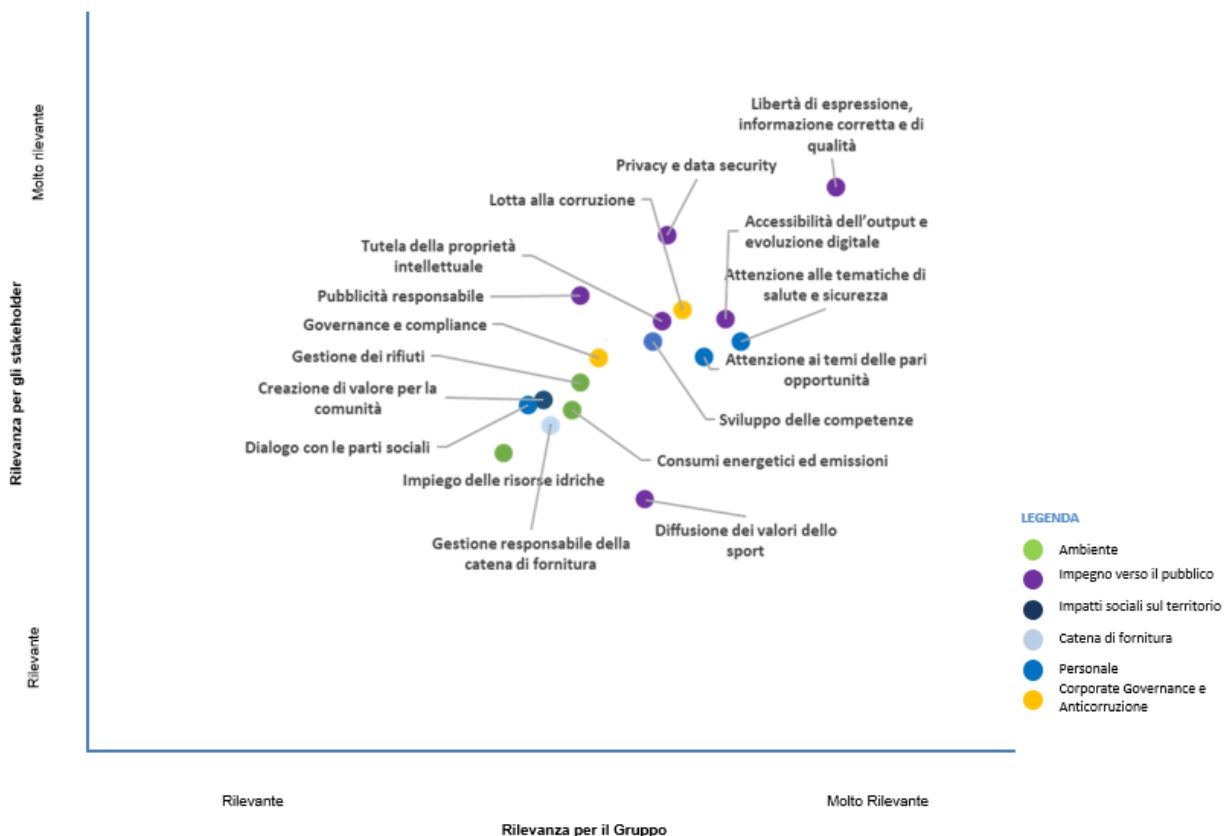 Libertà di espressione,
informazione corretta e di
qualità
Privacy e data security
Lotta alla corruzione
Accessibilità dell'output e
evoluzione digitale
Tutela della proprietà
intellettuale
Attenzione alle tematiche di
salute e sicurezza
Pubblicità responsabile
Governance e compliance
Gestione dei rifiuti
Attenzione ai temi delle pari
opportunità
Creazione di valore per la
comunità
Sviluppo delle competenze
Dialogo con le parti sociali
Consumi energetici ed emissioni
Impiego delle risorse idriche
Diffusione dei valori dello
sport
Gestione responsabile della
catena di fornitura
Molto rilevante
Rilevanza per gli stakeholder
Rilevante
LEGENDA
Ambiente
Impegno verso il pubblico
Impatti sociali sul territorio
Catena di fornitura
Personale
Corporate Governance e
Anticorruzione
Rilevante
Molto Rilevante
Rilevanza per il Gruppo